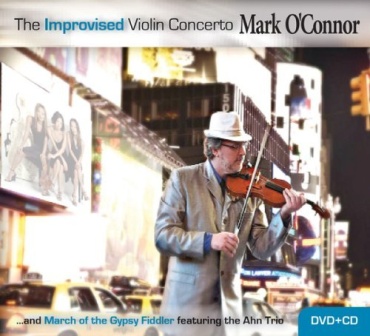 The Improvised Violin Concerto Mark O'Connor
...and March of the Gypsy Fiddler featuring the Ahn Trio
DVD+CD